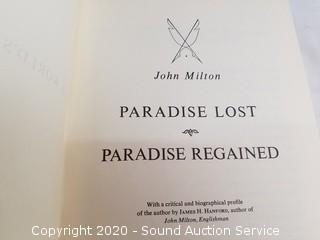 John Milton
PARADISE LOST
PARADISE REGAINED
With a critical and biographical profile
of the author by JAMES H. HANFORD, author of
John Milton, Englishman
Copyright 2020 - Sound Auction Service